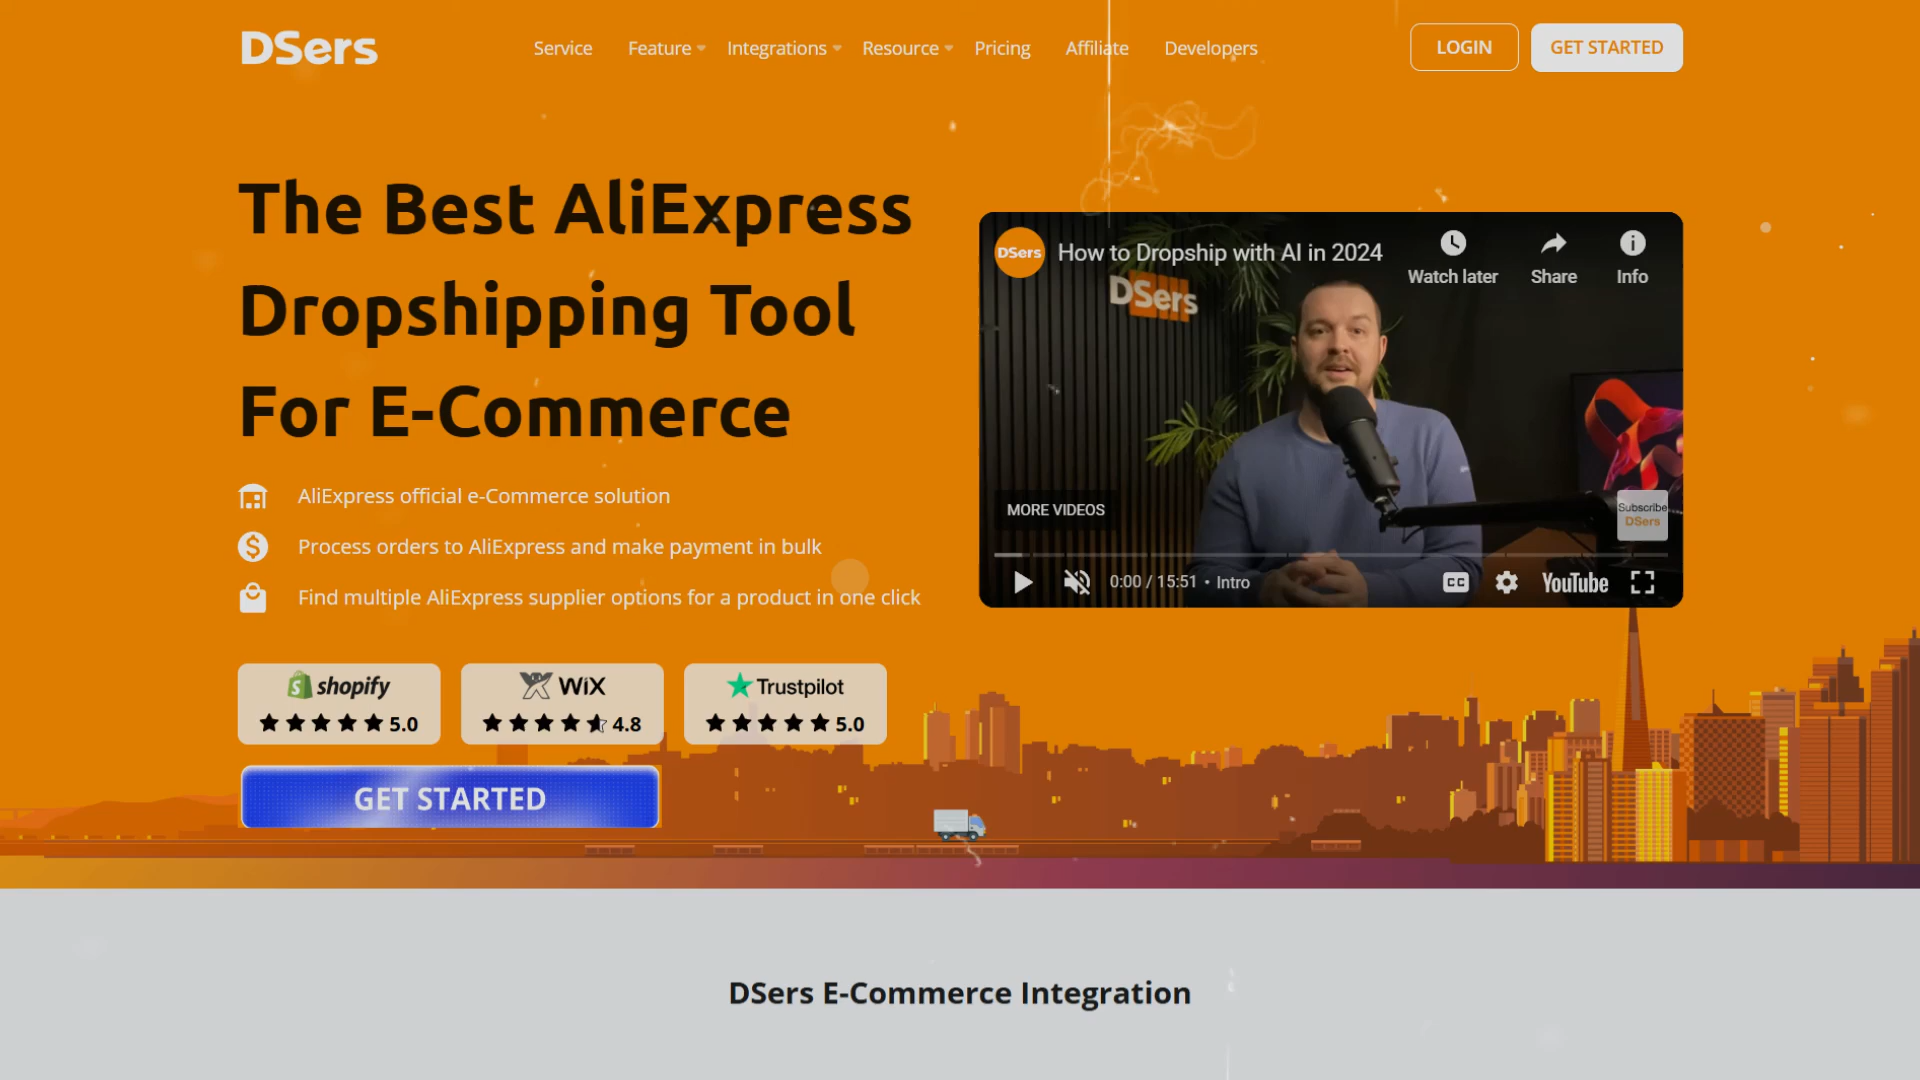 DSers
Service
Feature
Integrations
Resource
Pricing
Affiliate
Developers
LOGIN
GET STARTED
The Best AliExpress
Dropshipping Tool
For E-Commerce
AliExpress official e-Commerce solution
Process orders to AliExpress and make payment in bulk
Find multiple AliExpress supplier options for a product in one click
shopify
5.0
WiX
4.8
Trustpilot
5.0
GET STARTED
DSers
How to Dropship with AI in 2024
Watch later
Share
Info
DSers
MORE VIDEOS
Subscribe
DSers
0:00 / 15:51 • Intro
CC
YouTube
DSers E-Commerce Integration